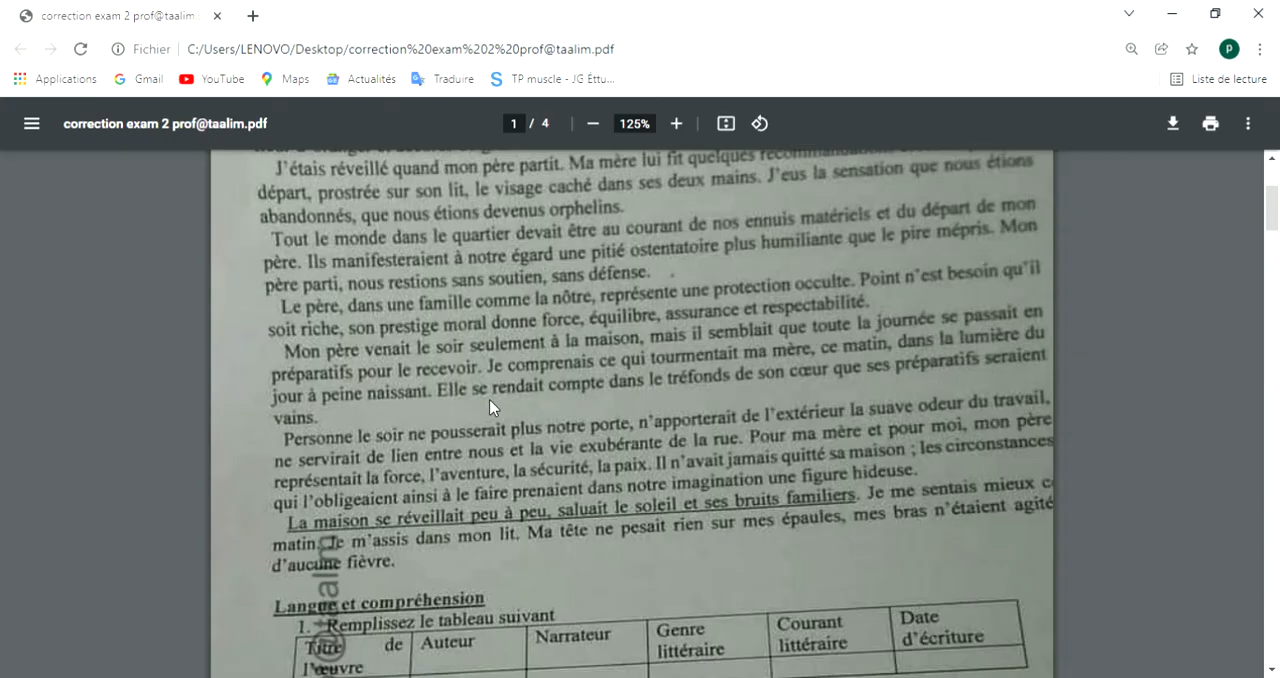 correction exam 2 prof@taalim
Fichier C:/Users/LENOVO/Desktop/correction%20exam%202%20prof@taalim.pdf
Applications Gmail YouTube Maps Actualités Traduire TP muscle - JG Éttu... Liste de lecture
correction exam 2 prof@taalim.pdf 1 / 4 125%
J'étais réveillé quand mon père partit. Ma mère lui fit quelques
départ, prostrée sur son lit, le visage caché dans ses deux mains. J'eus la sensation que nous étions
abandonnés, que nous étions devenus orphelins.
Tout le monde dans le quartier devait être au courant de nos ennuis matériels et du départ de mon
père. Ils manifesteraient à notre égard une pitié ostentatoire plus humiliante que le pire mépris. Mon
père parti, nous restions sans soutien, sans défense.
Le père, dans une famille comme la nôtre, représente une protection occulte. Point n'est besoin qu'il
soit riche, son prestige moral donne force, équilibre, assurance et respectabilité.
Mon père venait le soir seulement à la maison, mais il semblait que toute la journée se passait en
préparatifs pour le recevoir. Je comprenais ce qui tourmentait ma mère, ce matin, dans la lumière du
jour à peine naissant. Elle se rendait compte dans le tréfonds de son cœur que ses préparatifs seraient
vains.
Personne le soir ne pousserait plus notre porte, n'apporterait de l'extérieur la suave odeur du travail,
ne servirait de lien entre nous et la vie exubérante de la rue. Pour ma mère et pour moi, mon père
représentait la force, l'aventure, la sécurité, la paix. Il n'avait jamais quitté sa maison ; les circonstances
qui l'obligeaient ainsi à le faire prenaient dans notre imagination une figure hideuse.
La maison se réveillait peu à peu, saluait le soleil et ses bruits familiers. Je me sentais mieux c
matin. Je m'assis dans mon lit. Ma tête ne pesait rien sur mes épaules, mes bras n'étaient agité
d'aucune fièvre.
Langue et compréhension
1. Remplissez le tableau suivant
Titre de l'œuvre
Auteur
Narrateur
Genre littéraire
Courant littéraire
Date d'écriture
@taalim